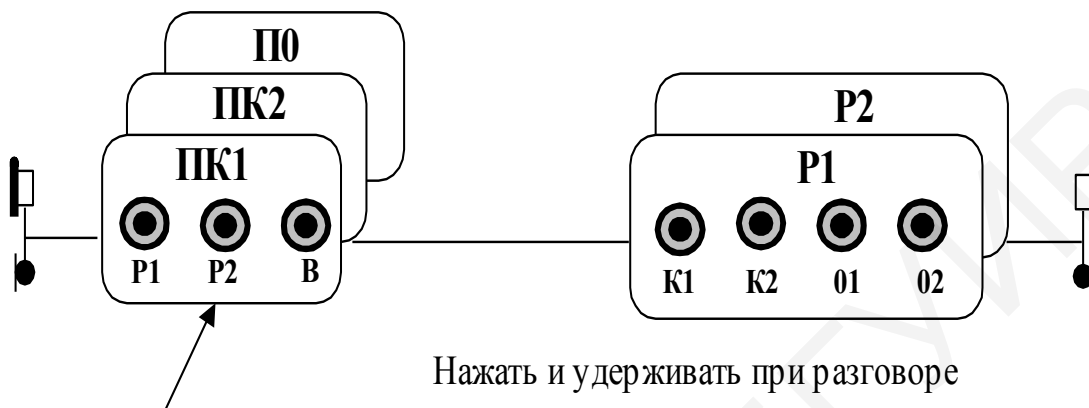 П0
ПК2
ПК1
Р1 Р2 В
Р2
Р1
К1 К2 01 02
Нажать и удерживать при разговоре